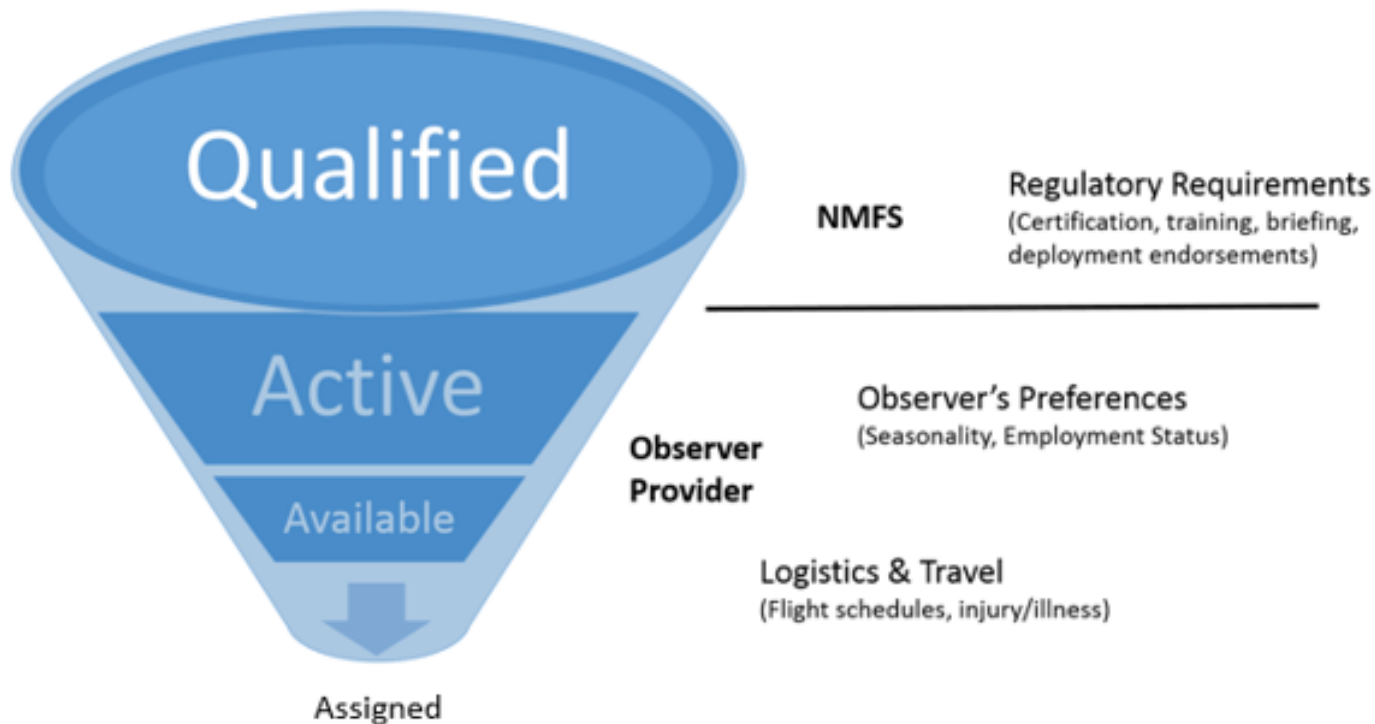 Qualified
NMFS
Regulatory Requirements
(Certification, training, briefing,
deployment endorsements)
Active
Observer's Preferences
(Seasonality, Employment Status)
Observer
Provider
Available
Logistics & Travel
(Flight schedules, injury/illness)
Assigned